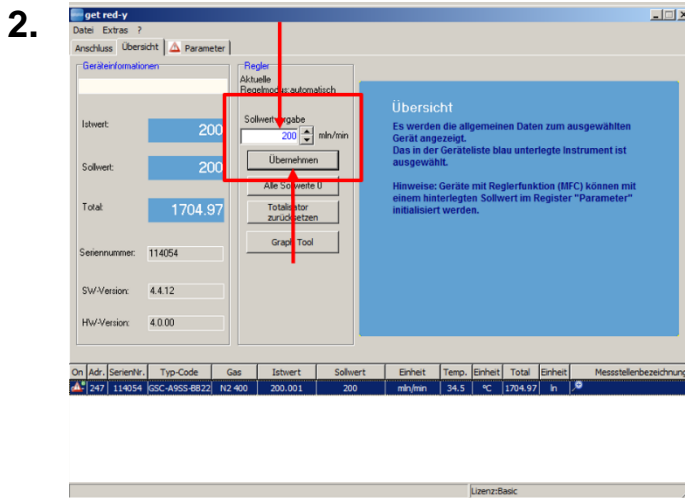 2.
get red-y
Datei Extras ?
Anschluss Übersicht Parameter
Geräteinformationen
Istwert: 200
Sollwert: 200
Total: 1704.97
Seriennummer: 114054
SW-Version: 4.4.12
HW-Version: 4.0.00
Regler
Aktuelle
Regelmodus:automatisch
Sollwertvorgabe
200 mln/min
Übernehmen
Alle Sollwerte Ü
Totalisator
zurücksetzen
Graph Tool
Übersicht
Es werden die allgemeinen Daten zum ausgewählten
Gerät angezeigt.
Das in der Geräteliste blau unterlegte Instrument ist
ausgewählt.
Hinweise: Geräte mit Reglerfunktion (MFC) können mit
einem hinterlegten Sollwert im Register "Parameter"
initialisiert werden.
On Adr. SerienNr. Typ-Code Gas Istwert Sollwert Einheit Temp. Einheit Total Einheit Messstellenbezeichnung
247 114054 GSC-A9SS-BB22 N2 400 200.001 200 mln/min 34.5 °C 1704.97 ln
Lizenz:Basic